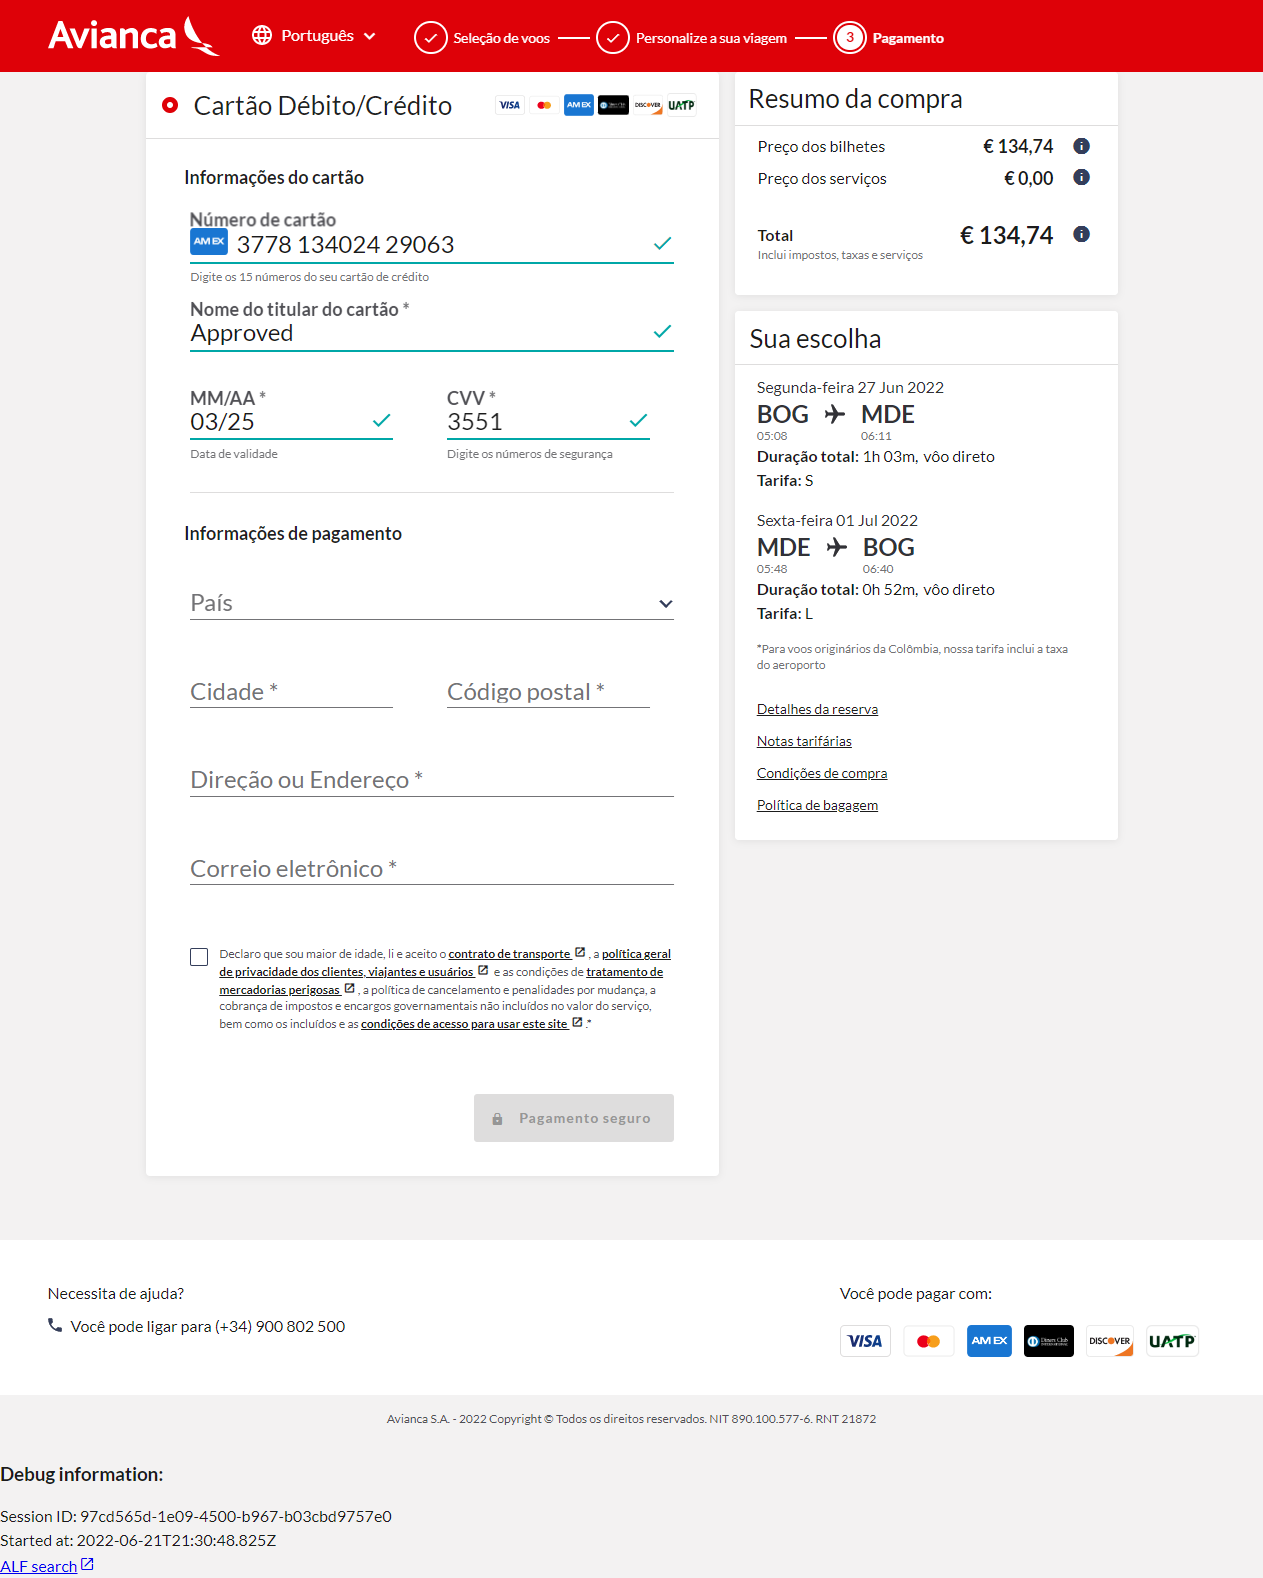 Avianca
Português
Seleção de voos
Personalize a sua viagem
3
Pagamento
Cartão Débito/Crédito
VISA
AMEX
DISCOVER
UATP
Informações do cartão
Número de cartão
AMEX
3778 134024 29063
Digite os 15 números do seu cartão de crédito
Nome do titular do cartão *
Approved
MM/AA *
CVV *
03/25
3551
Data de validade
Digite os números de segurança
Informações de pagamento
País
Cidade *
Código postal *
Direção ou Endereço *
Correio eletrônico *
Declaro que sou maior de idade, li e aceito o contrato de transporte , a política geral
de privacidade dos clientes, viajantes e usuários e as condições de tratamento de
mercadorias perigosas , a política de cancelamento e penalidades por mudança, a
cobrança de impostos e encargos governamentais não incluídos no valor do serviço,
bem como os incluídos e as condições de acesso para usar este site .*
Pagamento seguro
Resumo da compra
Preço dos bilhetes
€ 134,74
Preço dos serviços
€ 0,00
Total
€ 134,74
Inclui impostos, taxas e serviços
Sua escolha
Segunda-feira 27 Jun 2022
BOG MDE
05:08 06:11
Duração total: 1h 03m, vôo direto
Tarifa: S
Sexta-feira 01 Jul 2022
MDE BOG
05:48 06:40
Duração total: 0h 52m, vôo direto
Tarifa: L
*Para voos originários da Colômbia, nossa tarifa inclui a taxa
do aeroporto
Detalhes da reserva
Notas tarifárias
Condições de compra
Política de bagagem
Necessita de ajuda?
Você pode ligar para (+34) 900 802 500
Você pode pagar com:
VISA
AMEX
Diners Club
DISCOVER
UATP
Avianca S.A. - 2022 Copyright © Todos os direitos reservados. NIT 890.100.577-6. RNT 21872
Debug information:
Session ID: 97cd565d-1e09-4500-b967-b03cbd9757e0
Started at: 2022-06-21T21:30:48.825Z
ALF search